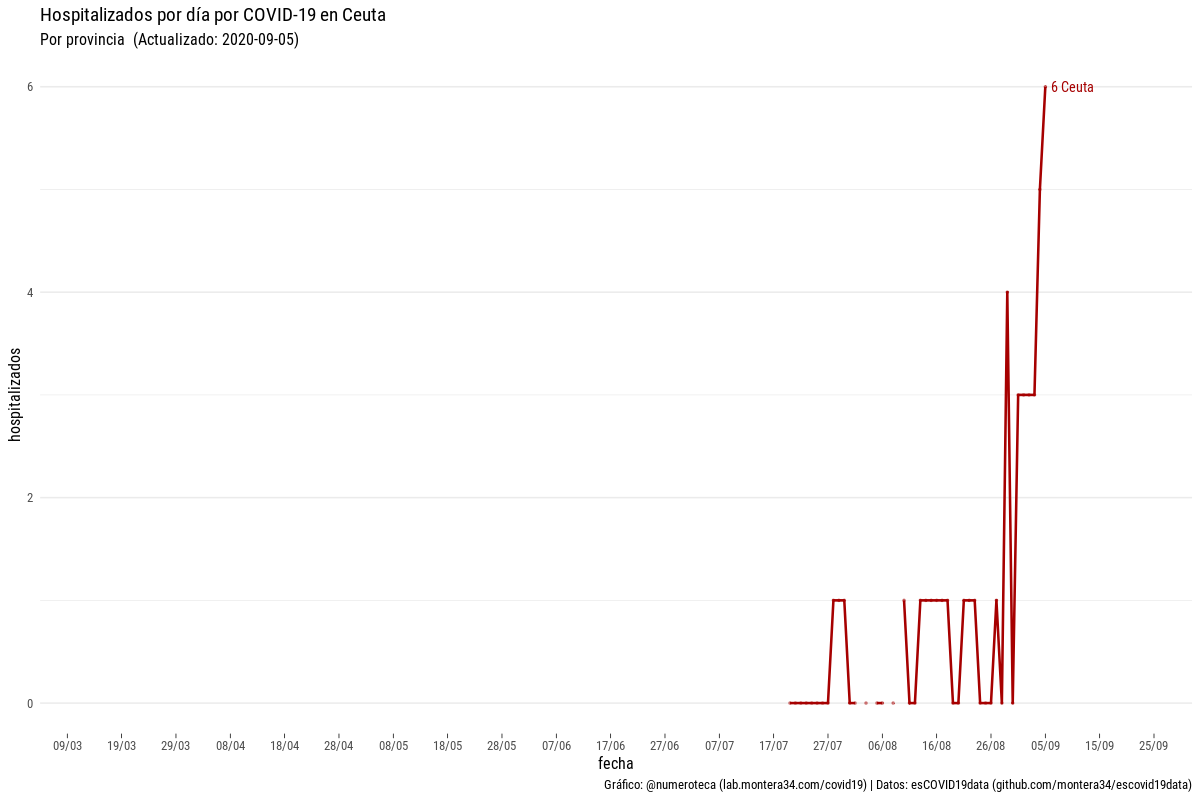 Hospitalizados por día por COVID-19 en Ceuta
Por provincia (Actualizado: 2020-09-05)
6
6 Ceuta
4
hospitalizados
2
0
09/03 19/03 29/03 08/04 18/04 28/04 08/05 18/05 28/05 07/06 17/06 27/06 07/07 17/07 27/07 06/08 16/08 26/08 05/09 15/09 25/09
fecha
Gráfico: @numeroteca (lab.montera34.com/covid19) | Datos: esCOVID19data (github.com/montera34/escovid19data)